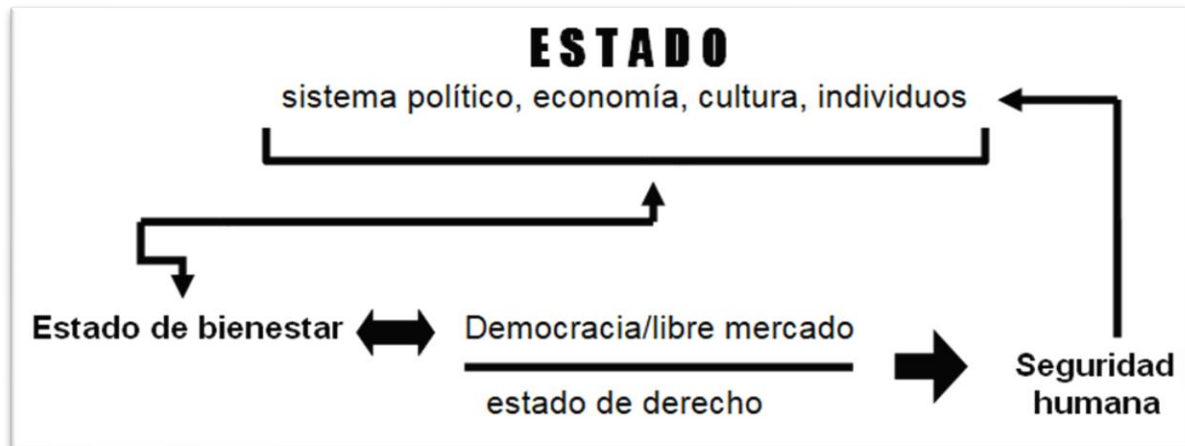 ESTADO
sistema político, economía, cultura, individuos
Estado de bienestar
Democracia/libre mercado
estado de derecho
Seguridad
humana